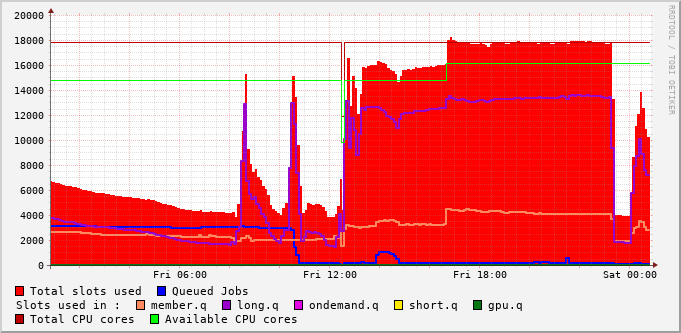 20000
18000
16000
14000
12000
10000
8000
6000
4000
2000
0
Fri 06:00 Fri 12:00 Fri 18:00 Sat 00:00
Total slots used Queued Jobs
Slots used in : member.q long.q ondemand.q short.q gpu.q
Total CPU cores Available CPU cores
RRDTOOL / TOBI OETIKER